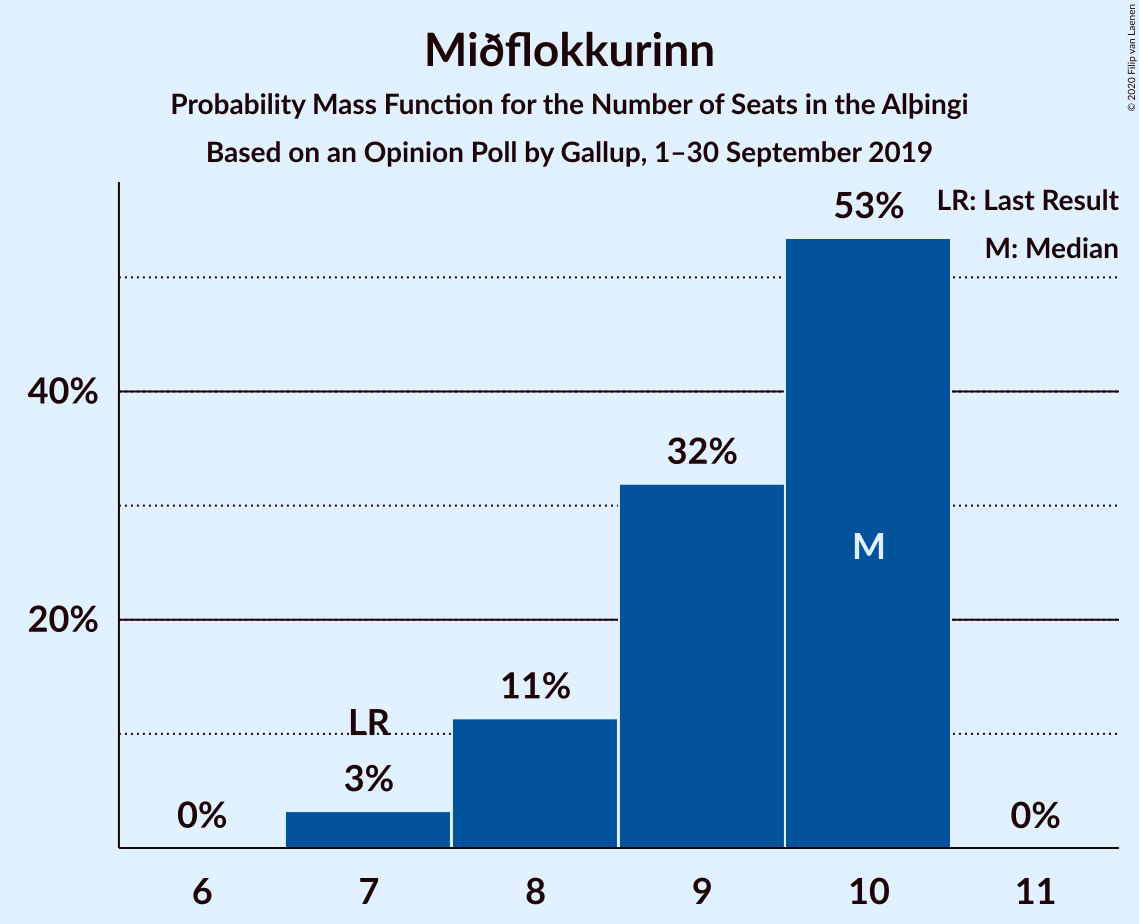 Miðflokkurinn
Probability Mass Function for the Number of Seats in the Alþingi
Based on an Opinion Poll by Gallup, 1–30 September 2019
© 2020 Filip van Laenen
LR: Last Result
M: Median
53%
40%
32%
M
20%
11%
LR
3%
0%
0%
6 7 8 9 10 11